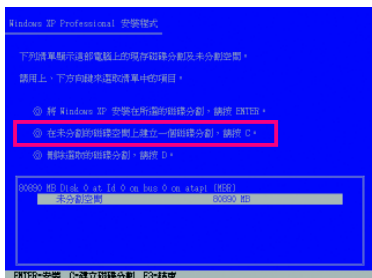 Windows XP Professional 安裝程式
下列清單顯示這部電腦上的現存磁碟分割及未分割空間。
請用上、下方向鍵來選取清單中的項目。
◎ 將 Windows XP 安裝在所選的磁碟分割，請按 ENTER。
◎ 在未分割的磁碟空間上建立一個磁碟分割，請按 C。
◎ 刪除選取的磁碟分割，請按 D。
80890 MB Disk 0 at Id 0 on bus 0 on atapi (MBR)
未分割空間 80890 MB
ENTER=安裝 C=建立磁碟分割 F3=結束